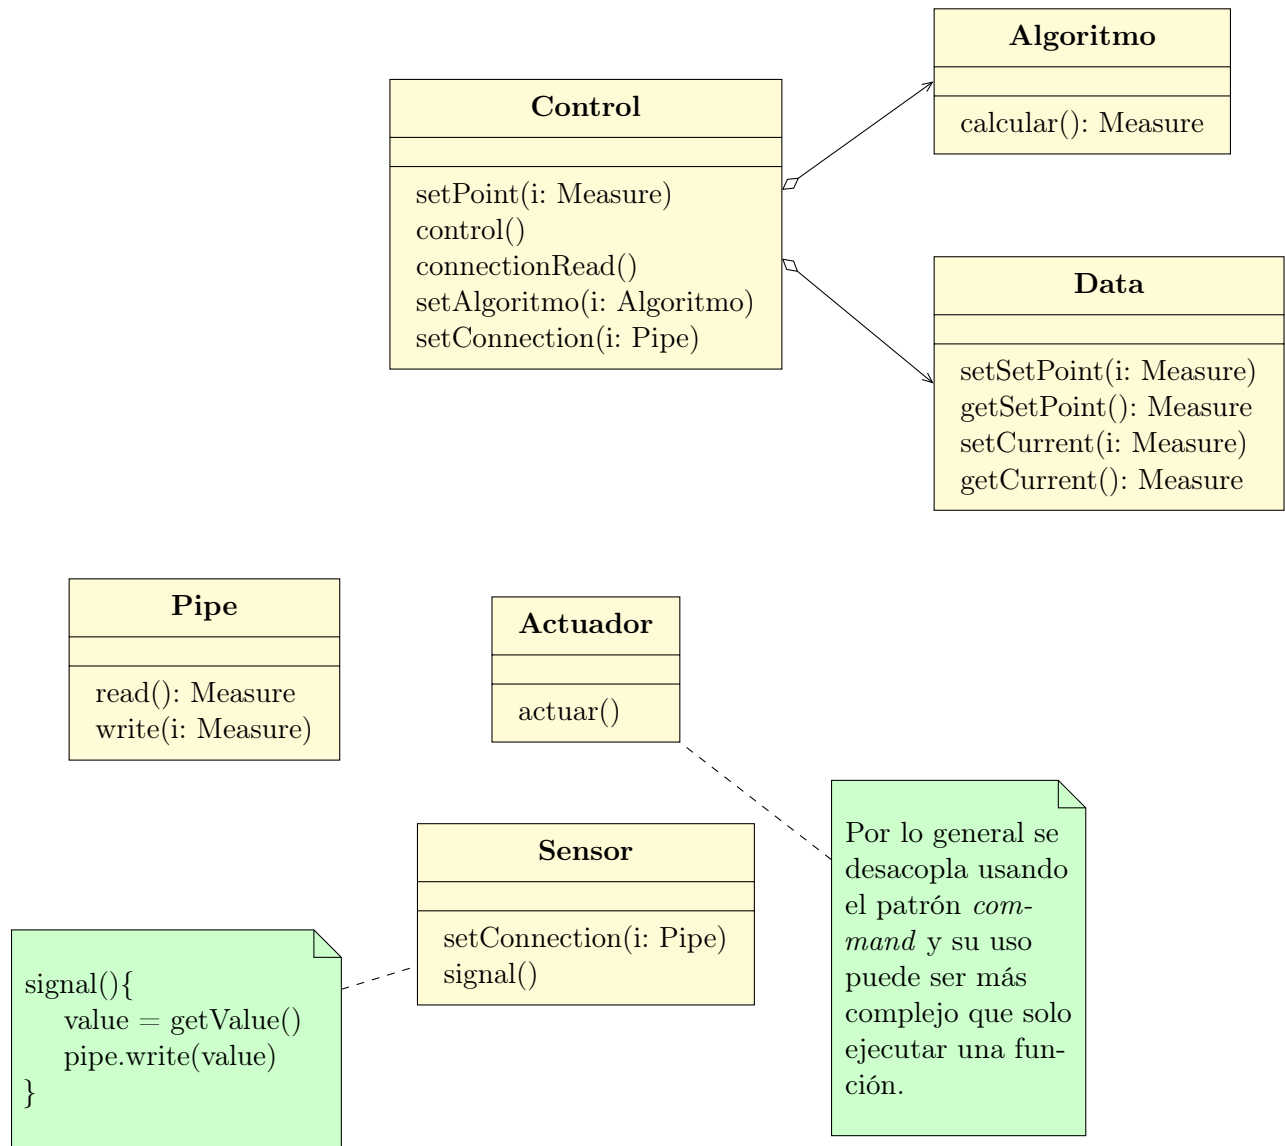 Algoritmo
calcular(): Measure
Control
setPoint(i: Measure)
control()
connectionRead()
setAlgoritmo(i: Algoritmo)
setConnection(i: Pipe)
Data
setSetPoint(i: Measure)
getSetPoint(): Measure
setCurrent(i: Measure)
getCurrent(): Measure
Pipe
read(): Measure
write(i: Measure)
Actuador
actuar()
Por lo general se
desacopla usando
el patrón com-
mand y su uso
puede ser más
complejo que solo
ejecutar una fun-
ción.
Sensor
setConnection(i: Pipe)
signal()
signal(){
value = getValue()
pipe.write(value)
}